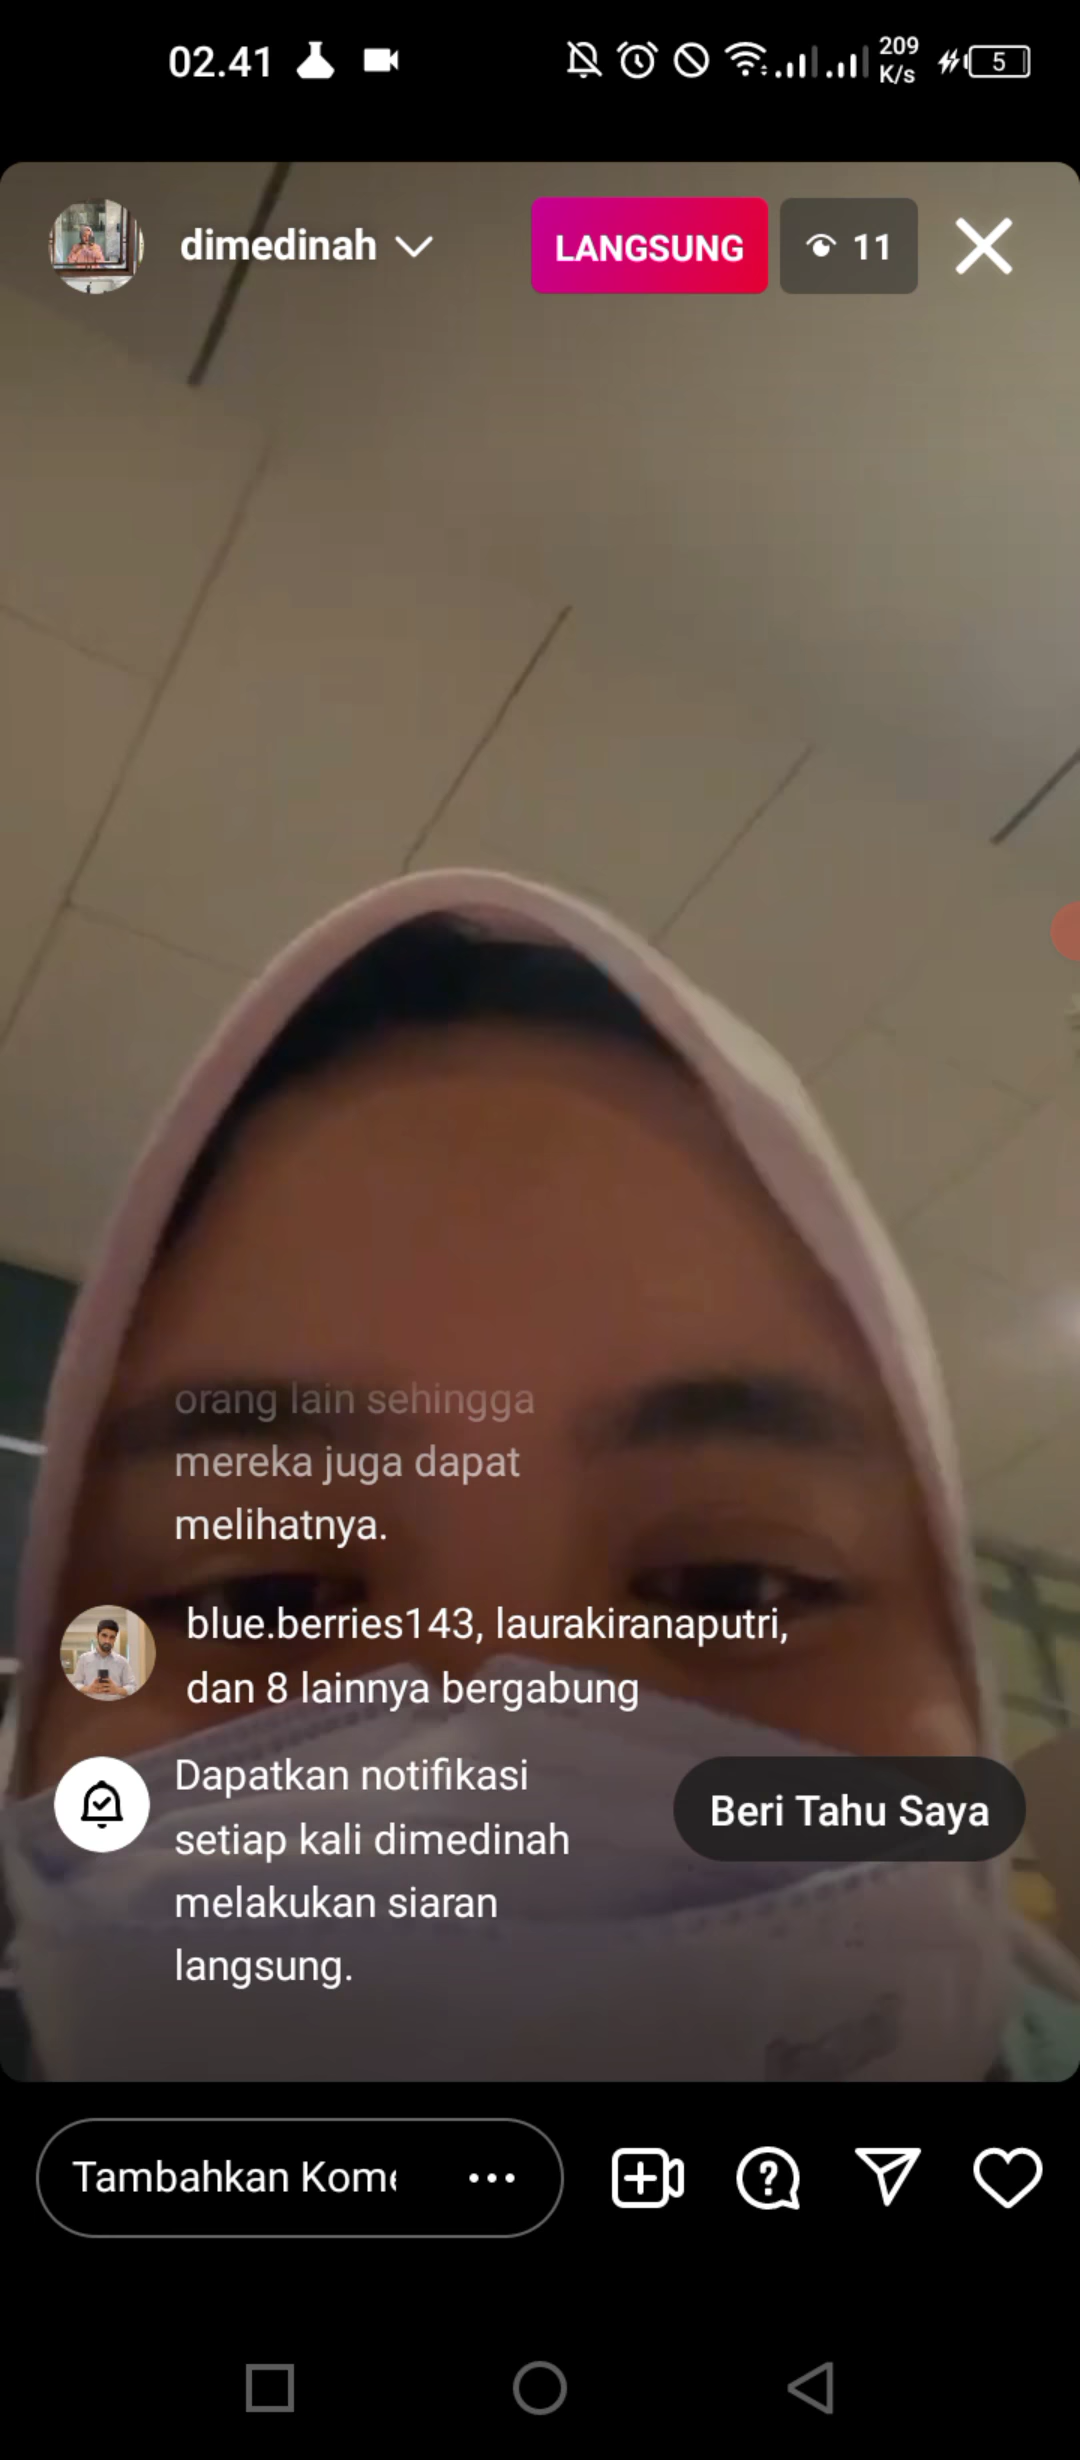 02.41
209
K/s
5
dimedinah
LANGSUNG
11
orang lain sehingga
mereka juga dapat
melihatnya.
blue.berries143, laurakiranaputri,
dan 8 lainnya bergabung
Dapatkan notifikasi
setiap kali dimedinah
melakukan siaran
langsung.
Beri Tahu Saya
Tambahkan Kome